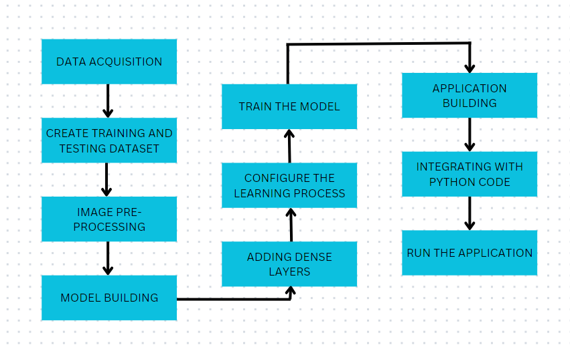 DATA ACQUISITION
CREATE TRAINING AND
TESTING DATASET
IMAGE PRE-
PROCESSING
MODEL BUILDING
ADDING DENSE
LAYERS
CONFIGURE THE
LEARNING PROCESS
TRAIN THE MODEL
APPLICATION
BUILDING
INTEGRATING WITH
PYTHON CODE
RUN THE APPLICATION